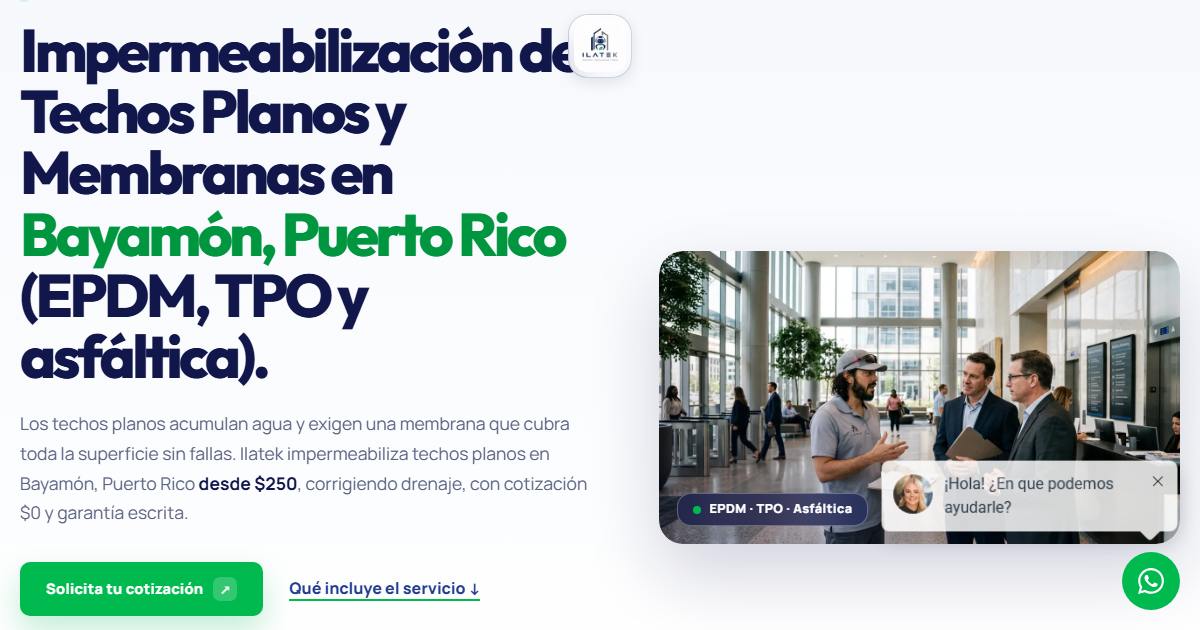 Impermeabilización de
ILATEK
Techos Planos y
Membranas en
Bayamón, Puerto Rico
(EPDM, TPO y
asfáltica).
Los techos planos acumulan agua y exigen una membrana que cubra
toda la superficie sin fallas. Ilatek impermeabiliza techos planos en
Bayamón, Puerto Rico desde $250, corrigiendo drenaje, con cotización
$0 y garantía escrita.
Solicita tu cotización ↗
Qué incluye el servicio ↓
EPDM · TPO · Asfáltica
¡Hola! ¿En que podemos
ayudarle?